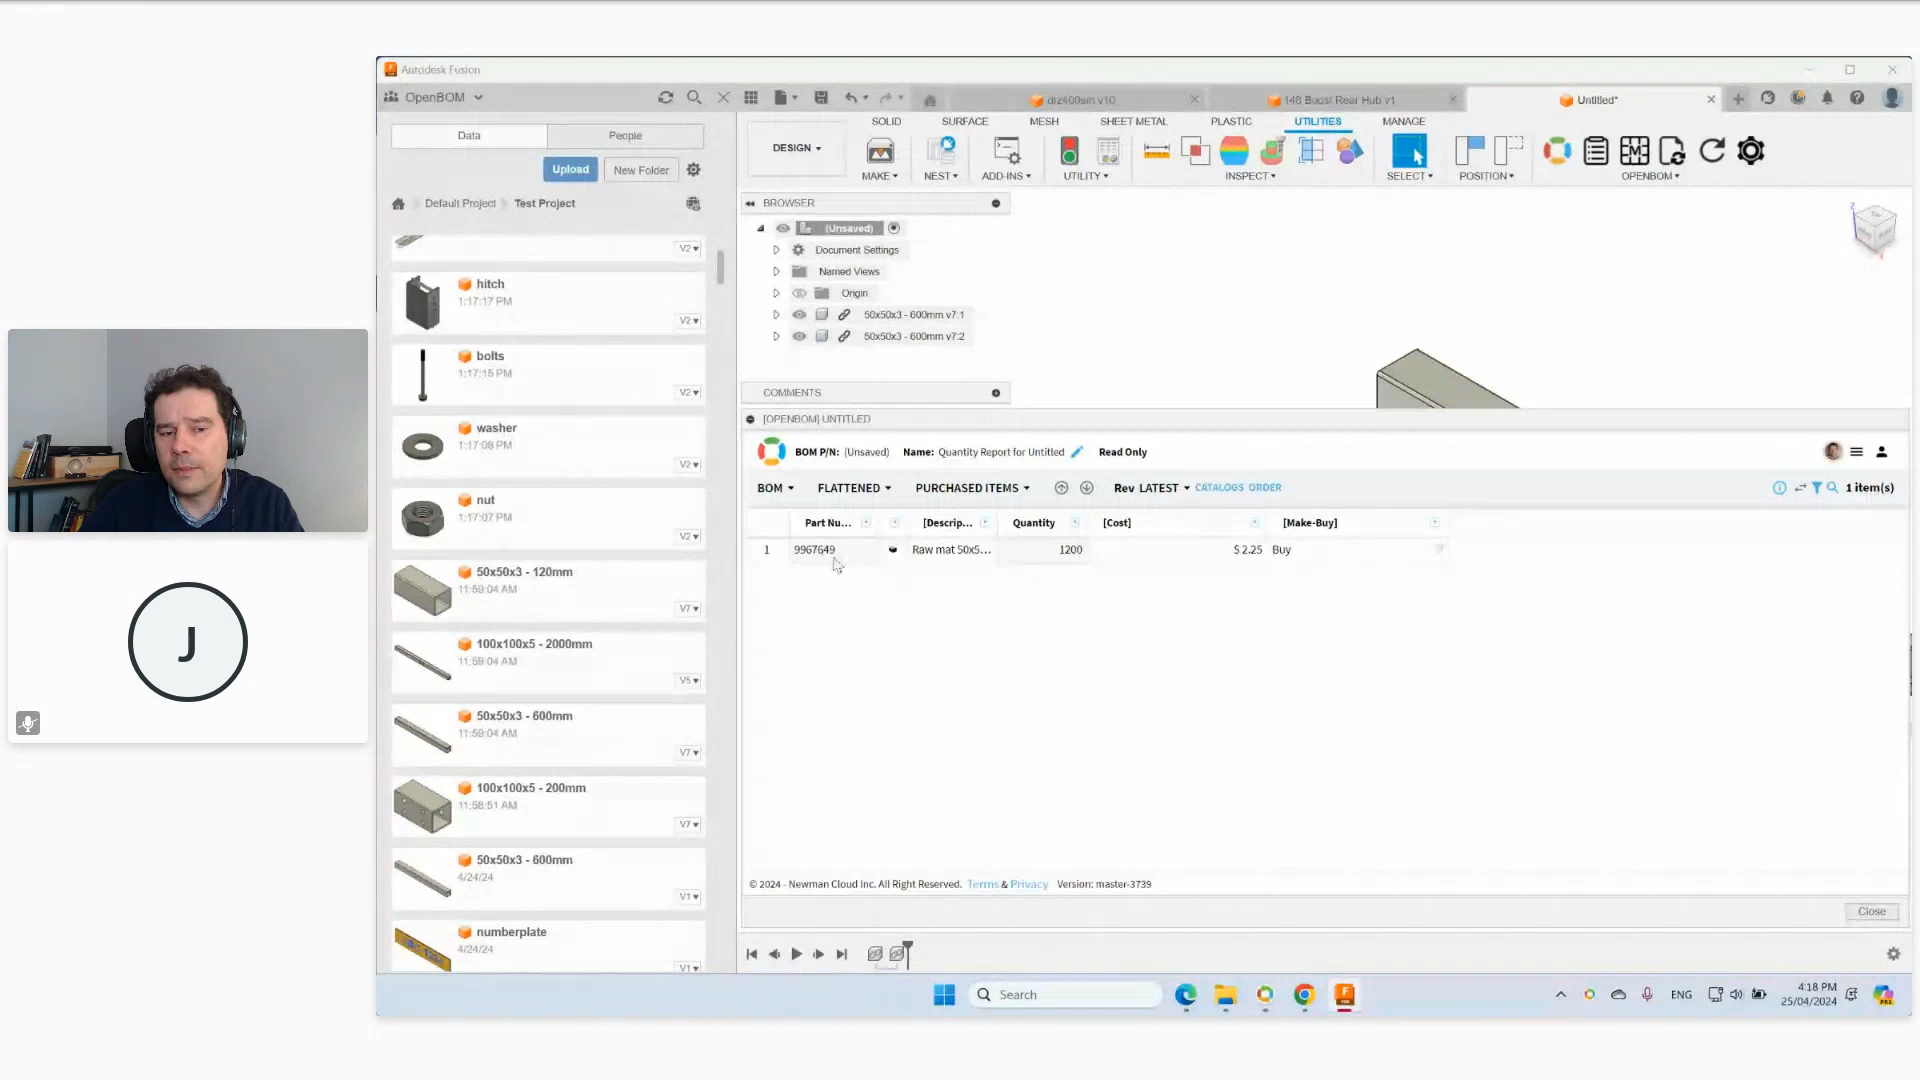 Autodesk Fusion
OpenBOM
drz400sm v10
148 Boost Rear Hub v1
Untitled*
Data
People
Upload
New Folder
Default Project
Test Project
V2
hitch
1:17:17 PM
V2
bolts
1:17:15 PM
V2
washer
1:17:09 PM
V2
nut
1:17:07 PM
V2
50x50x3 - 120mm
11:59:04 AM
V7
100x100x5 - 2000mm
11:59:04 AM
V5
50x50x3 - 600mm
11:59:04 AM
V7
100x100x5 - 200mm
11:58:51 AM
V7
50x50x3 - 600mm
4/24/24
V1
numberplate
4/24/24
V1
DESIGN
SOLID
SURFACE
MESH
SHEET METAL
PLASTIC
UTILITIES
MANAGE
MAKE
NEST
ADD-INS
UTILITY
INSPECT
SELECT
POSITION
OPENBOM
BROWSER
(Unsaved)
Document Settings
Named Views
Origin
50x50x3 - 600mm v7:1
50x50x3 - 600mm v7:2
COMMENTS
[OPENBOM] UNTITLED
BOM P/N: (Unsaved) Name: Quantity Report for Untitled Read Only
BOM FLATTENED PURCHASED ITEMS Rev LATEST CATALOGS ORDER 1 item(s)
Part Nu... [Descrip... Quantity [Cost] [Make-Buy]
1 9967649 Raw mat 50x5... 1200 $ 2.25 Buy
© 2024 - Newman Cloud Inc. All Right Reserved. Terms & Privacy Version: master-3739
Close
J
Search
ENG
4:18 PM
25/04/2024